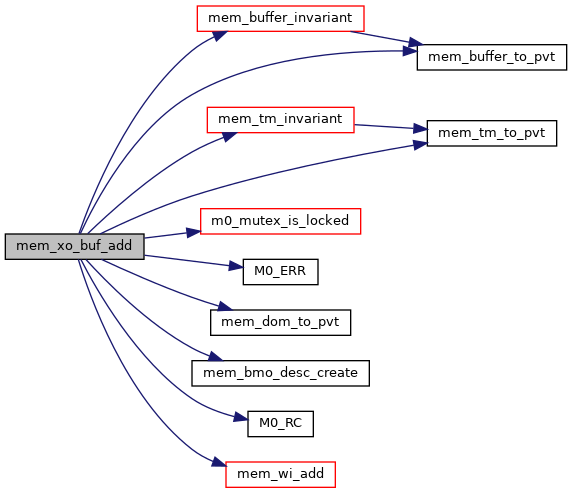 mem_buffer_invariant
mem_buffer_to_pvt
mem_tm_invariant
mem_tm_to_pvt
m0_mutex_is_locked
mem_xo_buf_add
M0_ERR
mem_dom_to_pvt
mem_bmo_desc_create
M0_RC
mem_wi_add